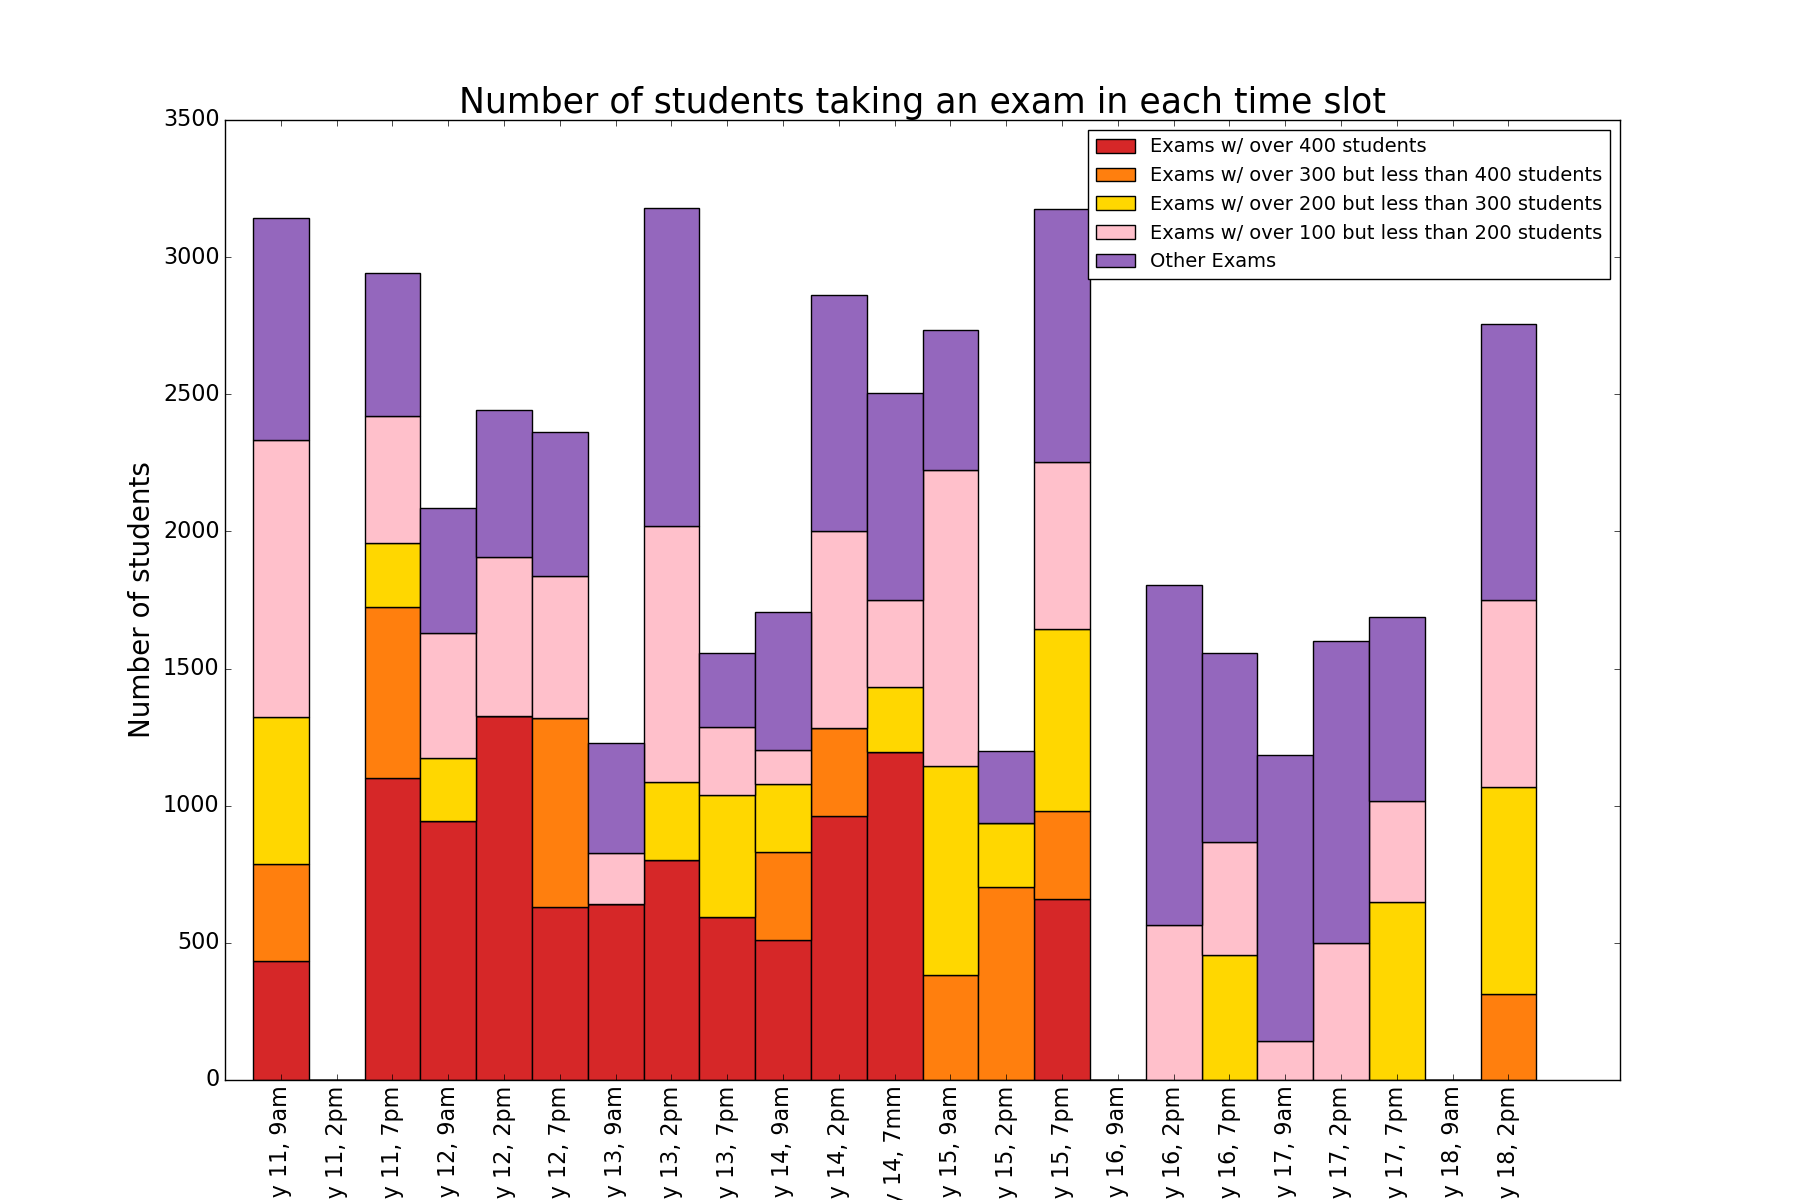 Number of students taking an exam in each time slot
Exams w/ over 400 students
Exams w/ over 300 but less than 400 students
Exams w/ over 200 but less than 300 students
Exams w/ over 100 but less than 200 students
Other Exams
Number of students
3500
3000
2500
2000
1500
1000
500
0
y 11, 9am
y 11, 2pm
y 11, 7pm
y 12, 9am
y 12, 2pm
y 12, 7pm
y 13, 9am
y 13, 2pm
y 13, 7pm
y 14, 9am
y 14, 2pm
y 14, 7mm
y 15, 9am
y 15, 2pm
y 15, 7pm
y 16, 9am
y 16, 2pm
y 16, 7pm
y 17, 9am
y 17, 2pm
y 17, 7pm
y 18, 9am
y 18, 2pm